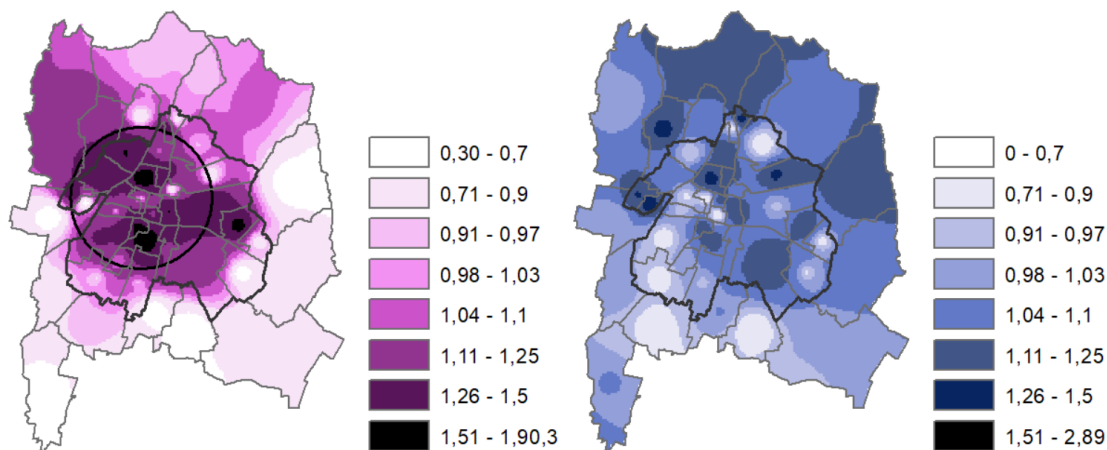 0,30 - 0,7
0,71 - 0,9
0,91 - 0,97
0,98 - 1,03
1,04 - 1,1
1,11 - 1,25
1,26 - 1,5
1,51 - 1,90,3
0 - 0,7
0,71 - 0,9
0,91 - 0,97
0,98 - 1,03
1,04 - 1,1
1,11 - 1,25
1,26 - 1,5
1,51 - 2,89